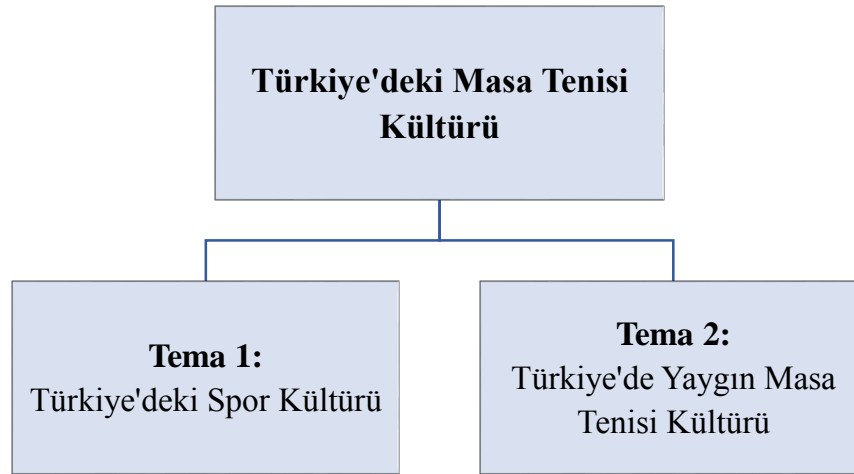 Türkiye'deki Masa Tenisi
Kültürü
Tema 1:
Türkiye'deki Spor Kültürü
Tema 2:
Türkiye'de Yaygın Masa
Tenisi Kültürü